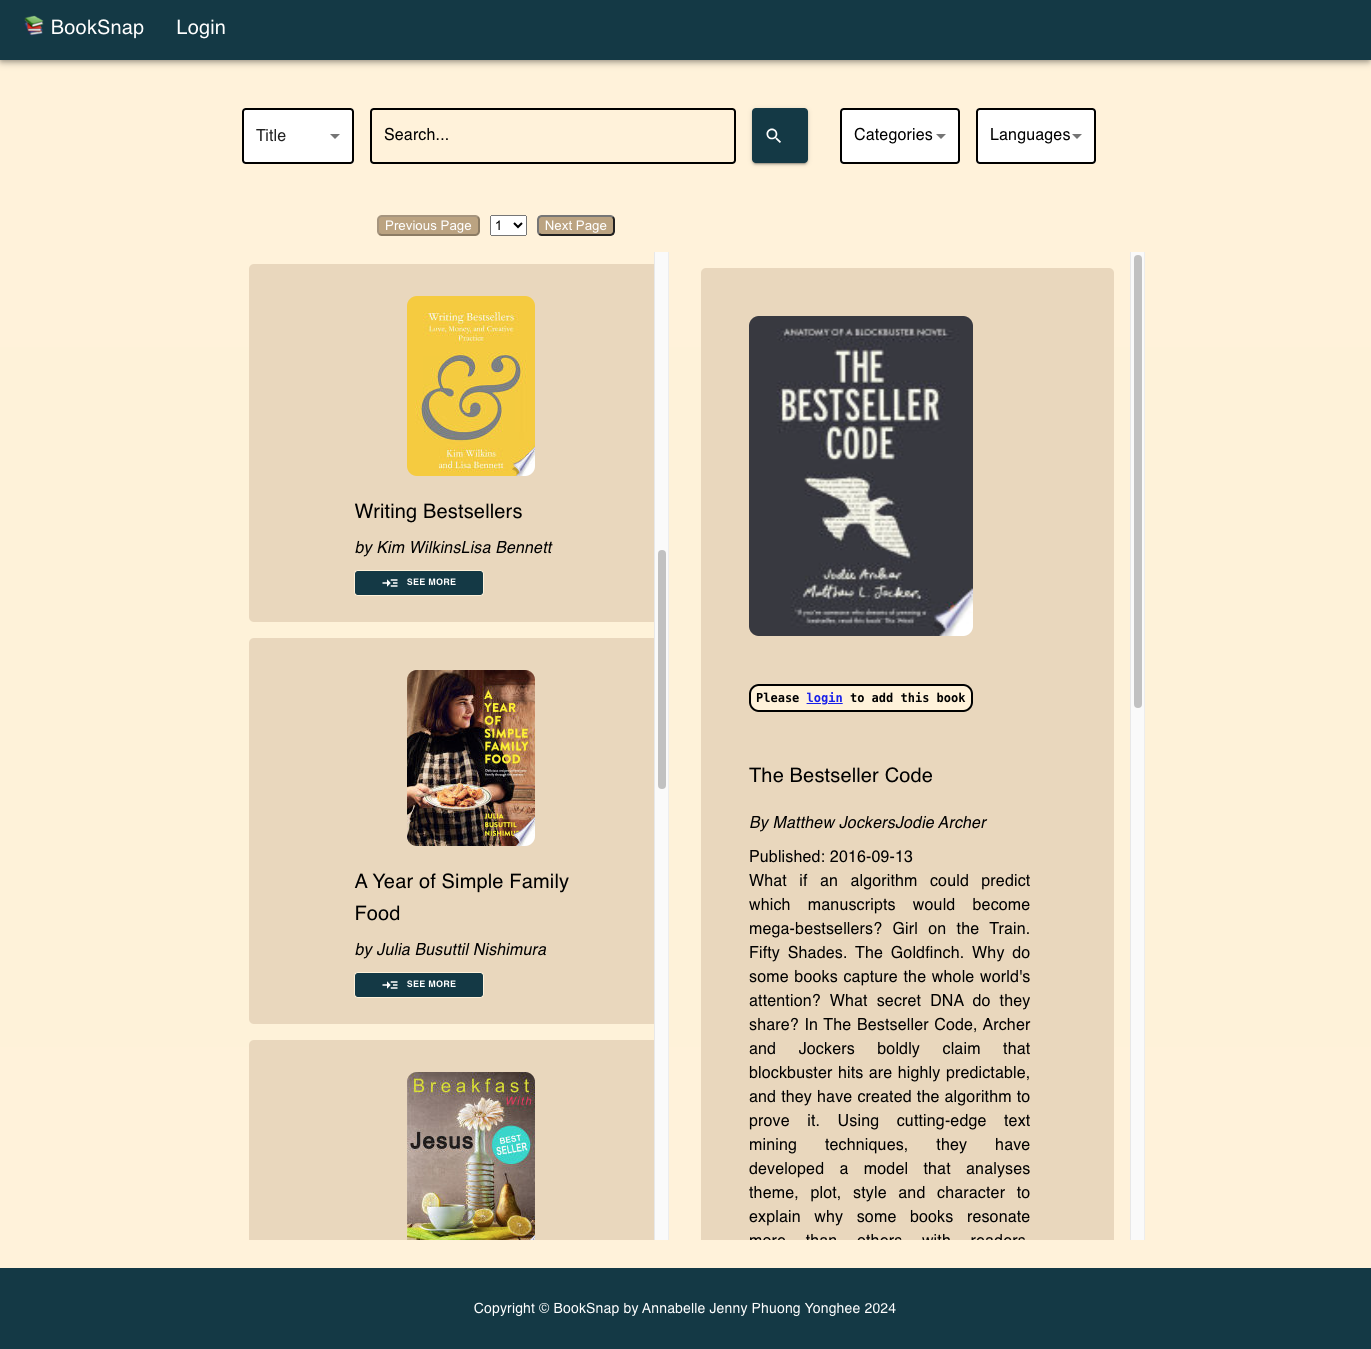 BookSnap Login
Title
Search...
Categories
Languages
Previous Page 1 Next Page
Writing Bestsellers
Love, Money, and Creative
Practice
&
Kim Wilkins
and Lisa Bennett
Writing Bestsellers
by Kim WilkinsLisa Bennett
SEE MORE
A
YEAR
OF
SIMPLE
FAMILY
FOOD
JULIA
BUSUTTIL
A Year of Simple Family
Food
by Julia Busuttil Nishimura
SEE MORE
Breakfast
With
Jesus
BEST
SELLER
ANATOMY OF A BLOCKBUSTER NOVEL
THE
BESTSELLER
CODE
Jodie Archer
Matthew L. Jockers,
Please login to add this book
The Bestseller Code
By Matthew JockersJodie Archer
Published: 2016-09-13
What if an algorithm could predict
which manuscripts would become
mega-bestsellers? Girl on the Train.
Fifty Shades. The Goldfinch. Why do
some books capture the whole world's
attention? What secret DNA do they
share? In The Bestseller Code, Archer
and Jockers boldly claim that
blockbuster hits are highly predictable,
and they have created the algorithm to
prove it. Using cutting-edge text
mining techniques, they have
developed a model that analyses
theme, plot, style and character to
explain why some books resonate
more than others with readers.
Copyright © BookSnap by Annabelle Jenny Phuong Yonghee 2024